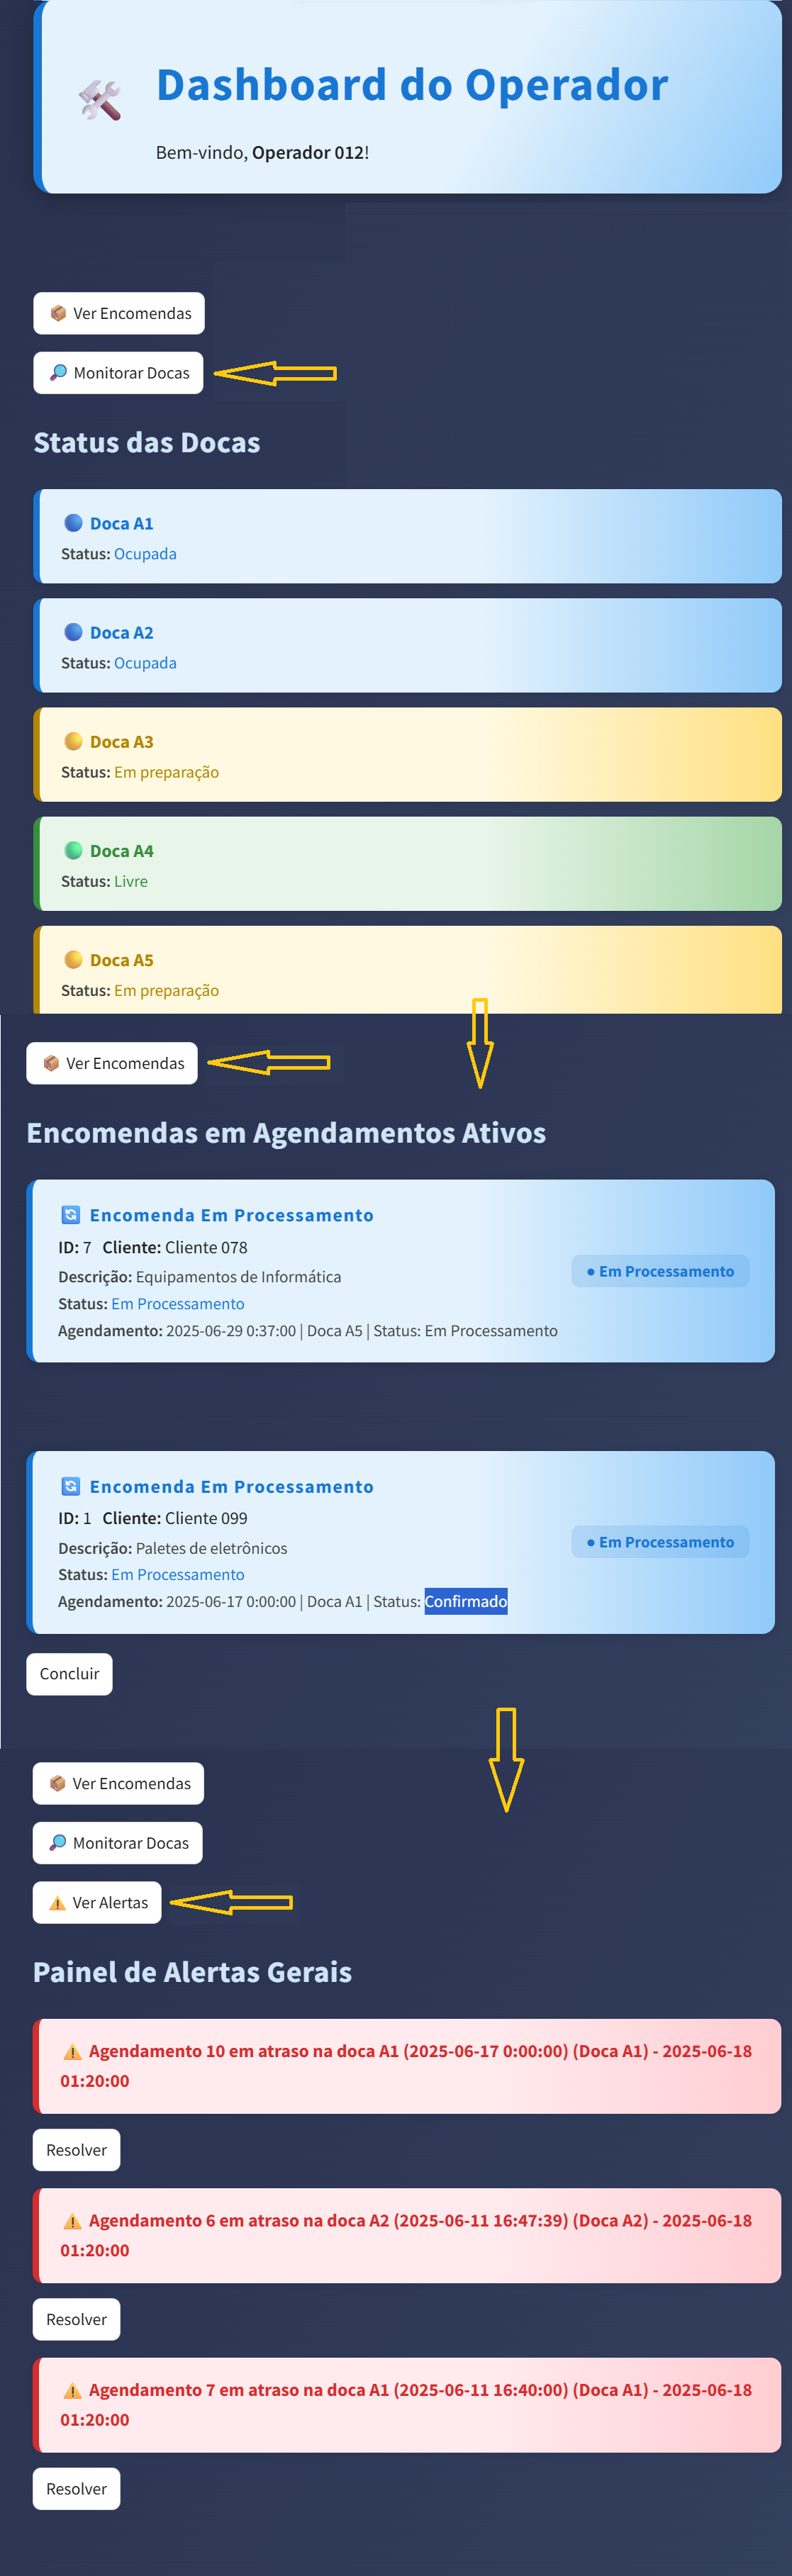 Dashboard do Operador
Bem-vindo, Operador 012!
Ver Encomendas
Monitorar Docas
Status das Docas
Doca A1
Status: Ocupada
Doca A2
Status: Ocupada
Doca A3
Status: Em preparação
Doca A4
Status: Livre
Doca A5
Status: Em preparação
Ver Encomendas
Encomendas em Agendamentos Ativos
Encomenda Em Processamento
ID: 7 Cliente: Cliente 078
Descrição: Equipamentos de Informática
Status: Em Processamento
Agendamento: 2025-06-29 0:37:00 | Doca A5 | Status: Em Processamento
• Em Processamento
Encomenda Em Processamento
ID: 1 Cliente: Cliente 099
Descrição: Paletes de eletrônicos
Status: Em Processamento
Agendamento: 2025-06-17 0:00:00 | Doca A1 | Status: Confirmado
• Em Processamento
Concluir
Ver Encomendas
Monitorar Docas
Ver Alertas
Painel de Alertas Gerais
Agendamento 10 em atraso na doca A1 (2025-06-17 0:00:00) (Doca A1) - 2025-06-18
01:20:00
Resolver
Agendamento 6 em atraso na doca A2 (2025-06-11 16:47:39) (Doca A2) - 2025-06-18
01:20:00
Resolver
Agendamento 7 em atraso na doca A1 (2025-06-11 16:40:00) (Doca A1) - 2025-06-18
01:20:00
Resolver